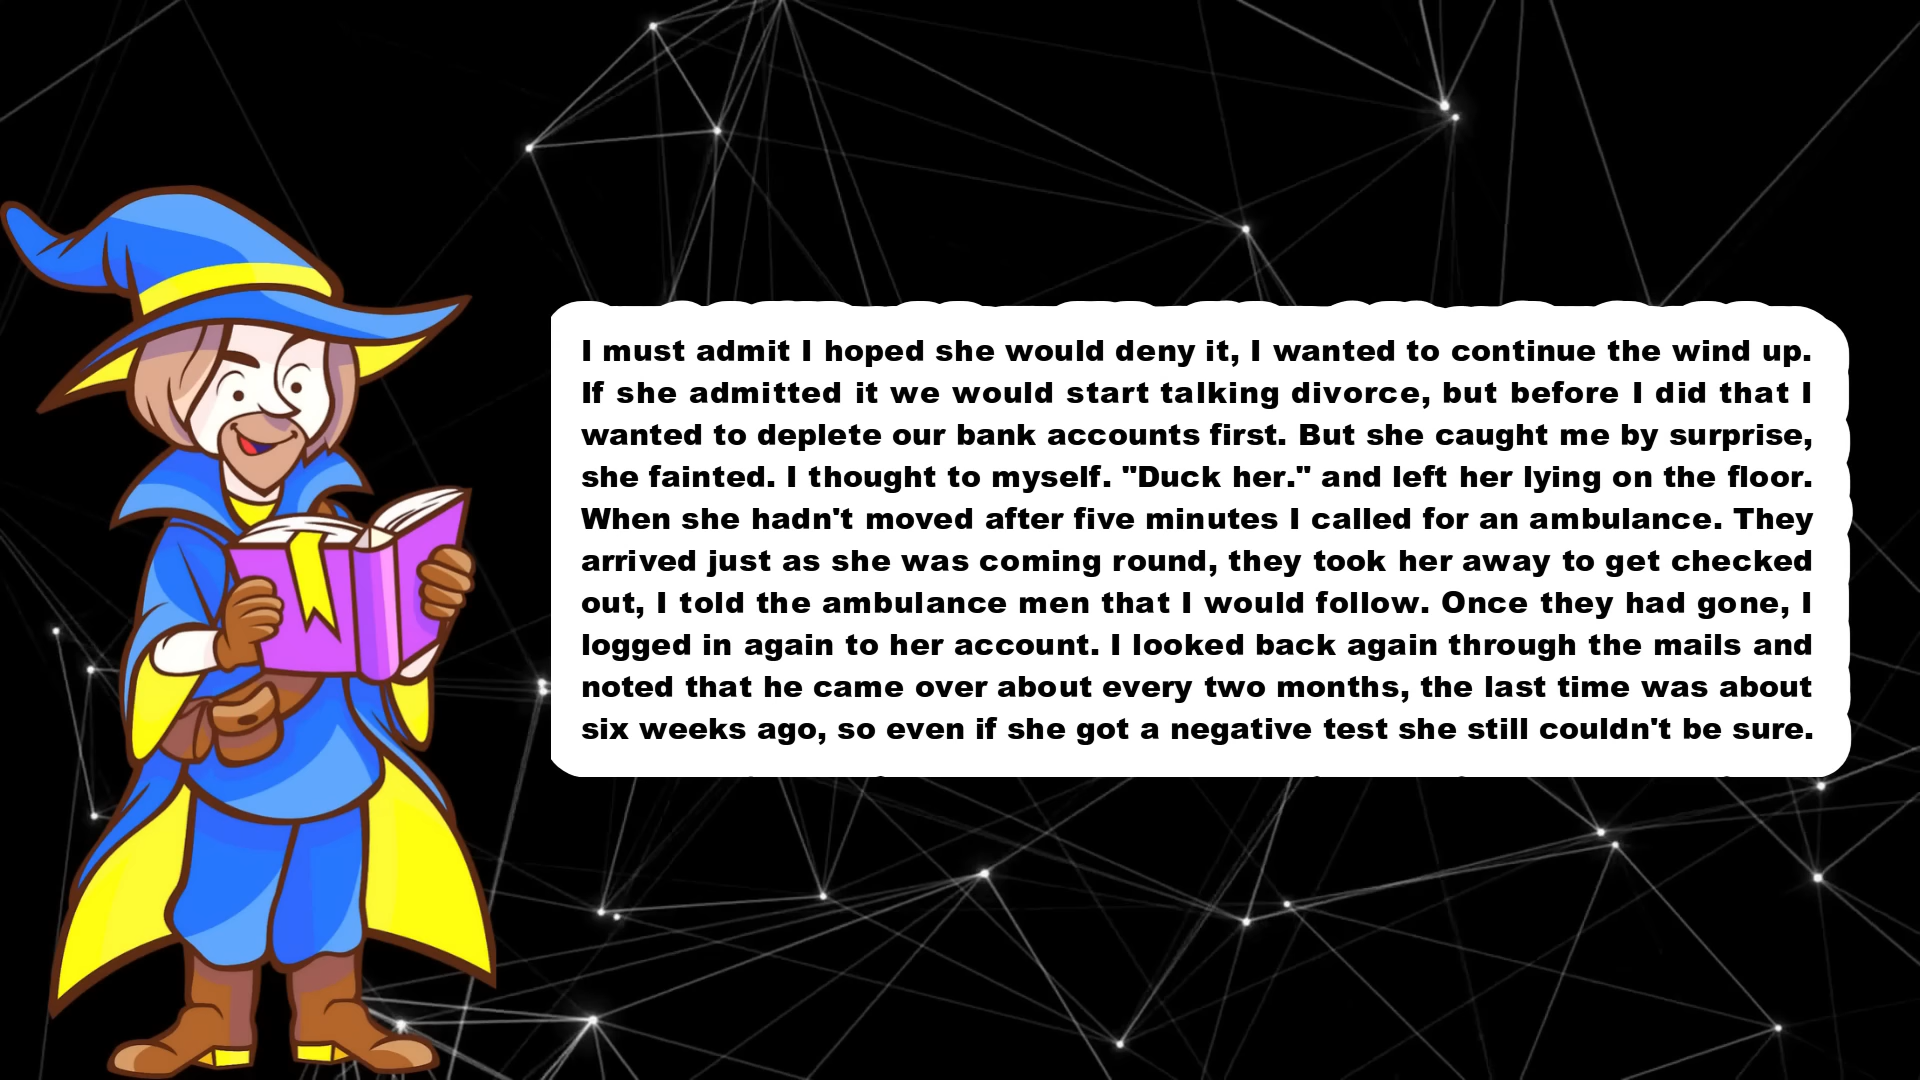 I must admit I hoped she would deny it, I wanted to continue the wind up.
If she admitted it we would start talking divorce, but before I did that I
wanted to deplete our bank accounts first. But she caught me by surprise,
she fainted. I thought to myself. "Duck her." and left her lying on the floor.
When she hadn't moved after five minutes I called for an ambulance. They
arrived just as she was coming round, they took her away to get checked
out, I told the ambulance men that I would follow. Once they had gone, I
logged in again to her account. I looked back again through the mails and
noted that he came over about every two months, the last time was about
six weeks ago, so even if she got a negative test she still couldn't be sure.